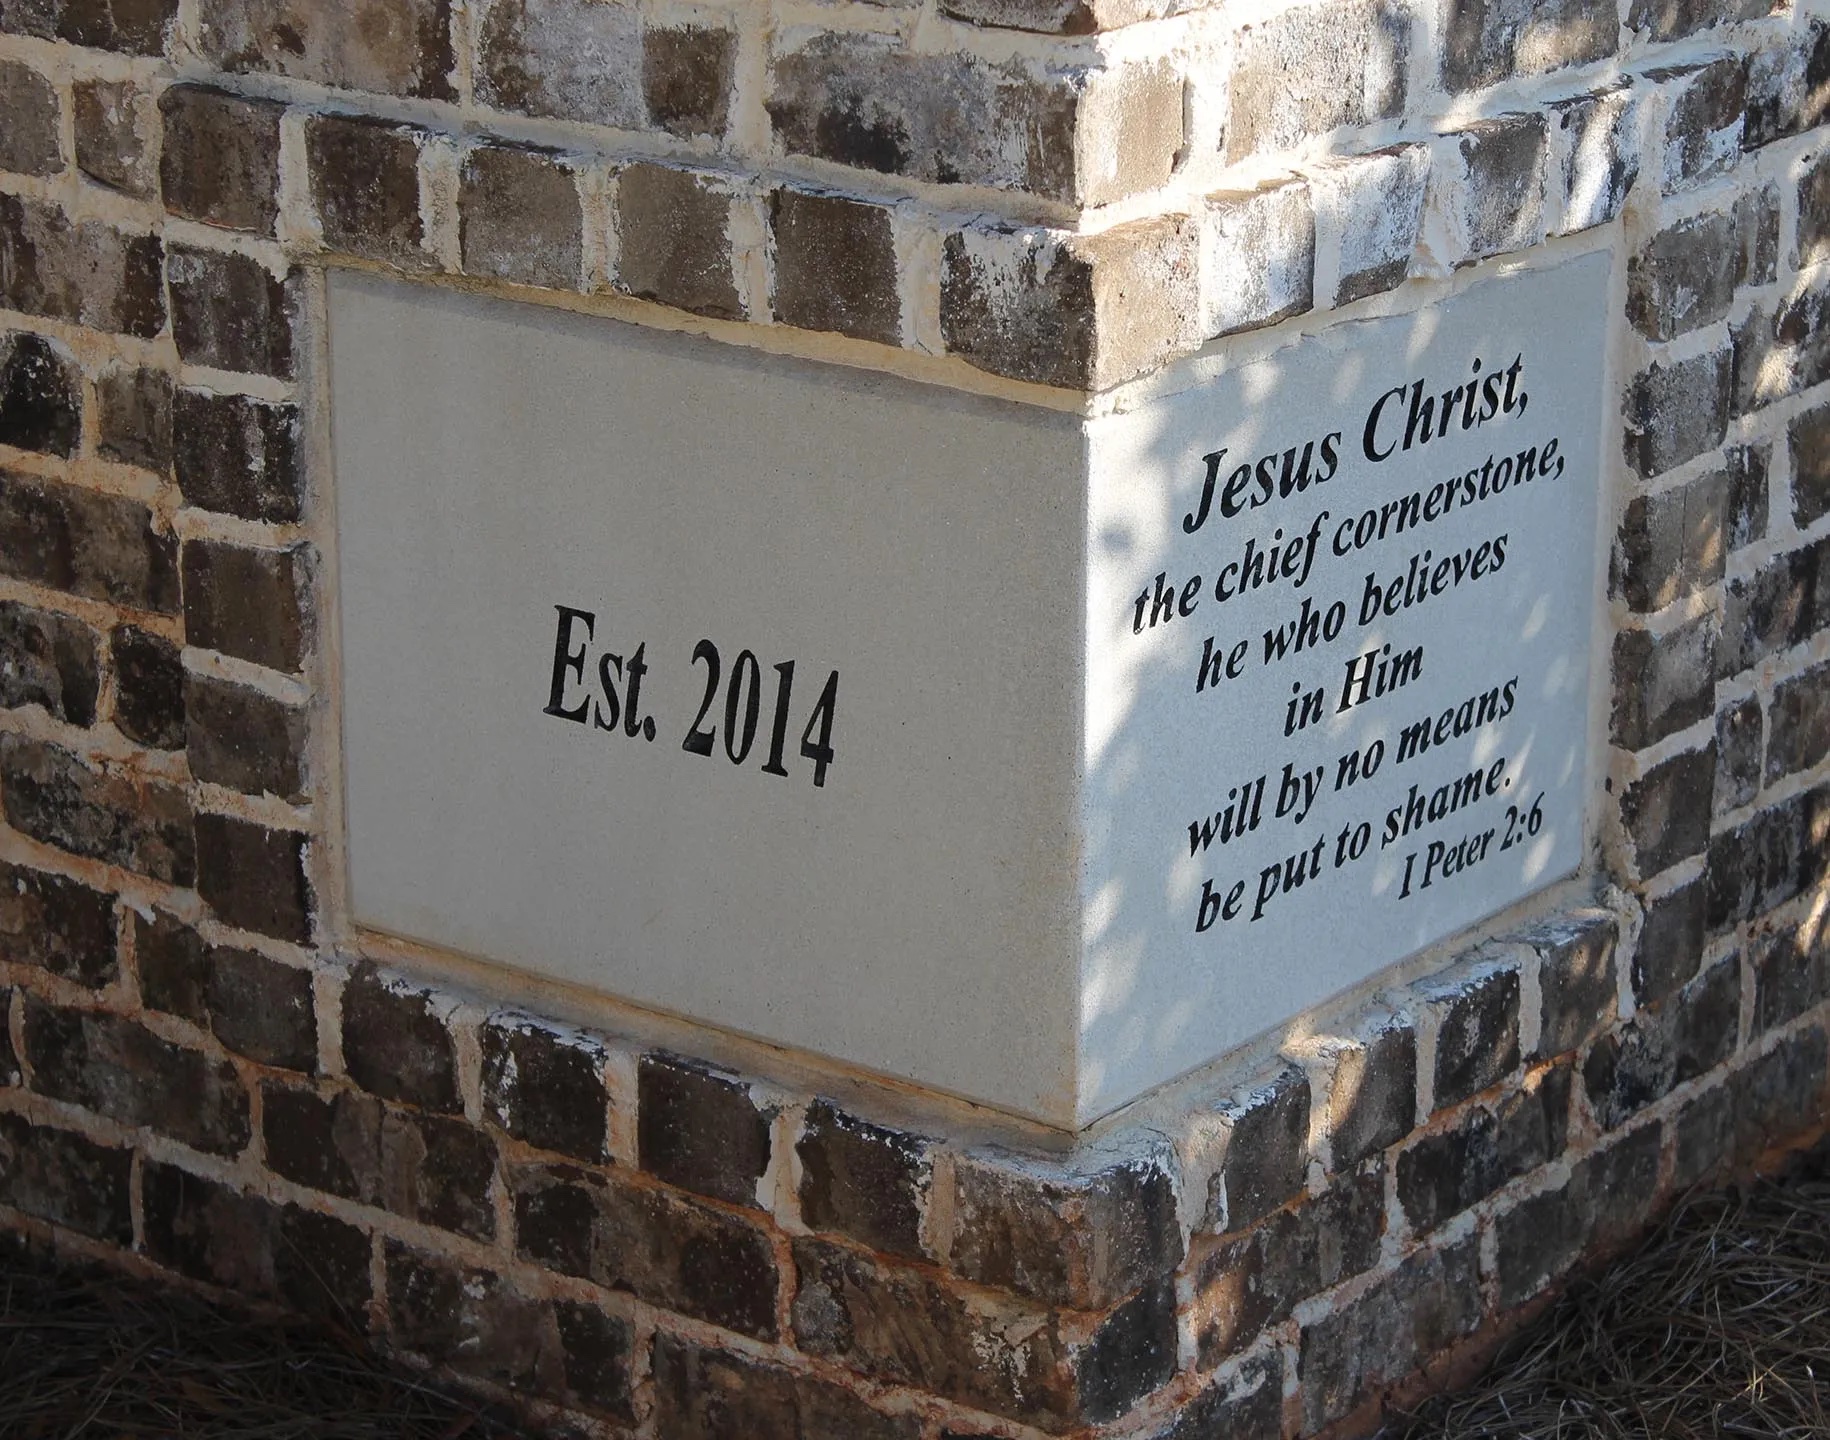 Est. 2014
Jesus Christ,
the chief cornerstone,
he who believes
in Him
will by no means
be put to shame.
I Peter 2:6